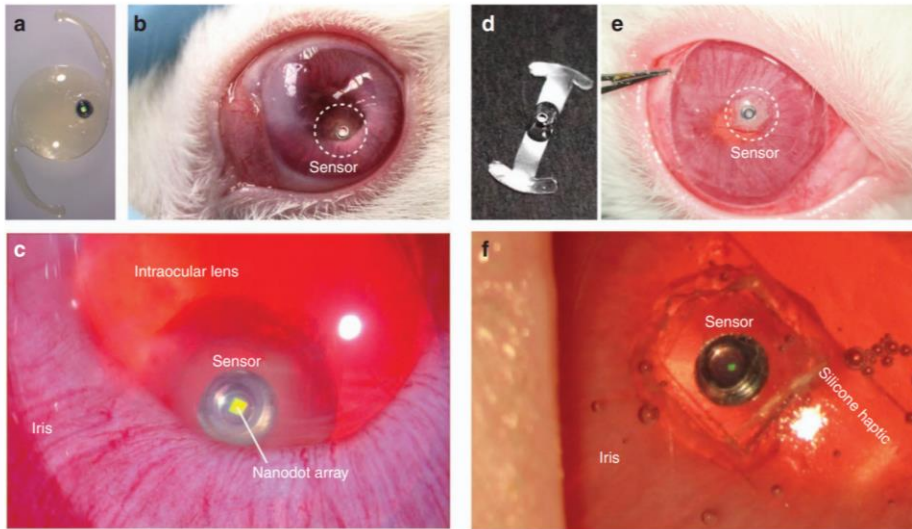 a
b
Sensor
d
e
Sensor
c
Intraocular lens
Sensor
Iris
Nanodot array
f
Sensor
Silicone haptic
Iris